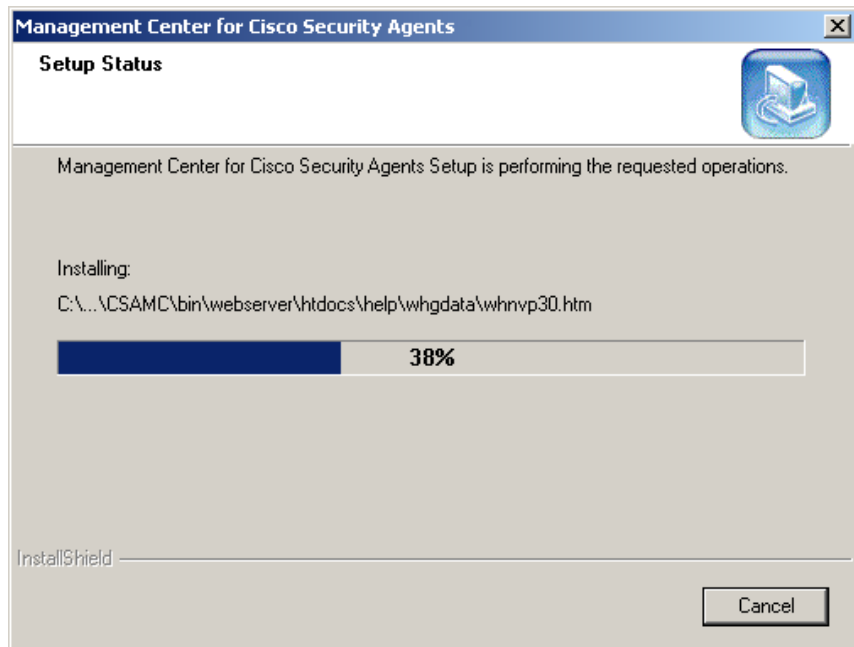 Management Center for Cisco Security Agents
Setup Status
Management Center for Cisco Security Agents Setup is performing the requested operations.
Installing:
C:\...\CSAMC\bin\webserver\htdocs\help\whgdata\whnvp30.htm
38%
InstallShield
Cancel